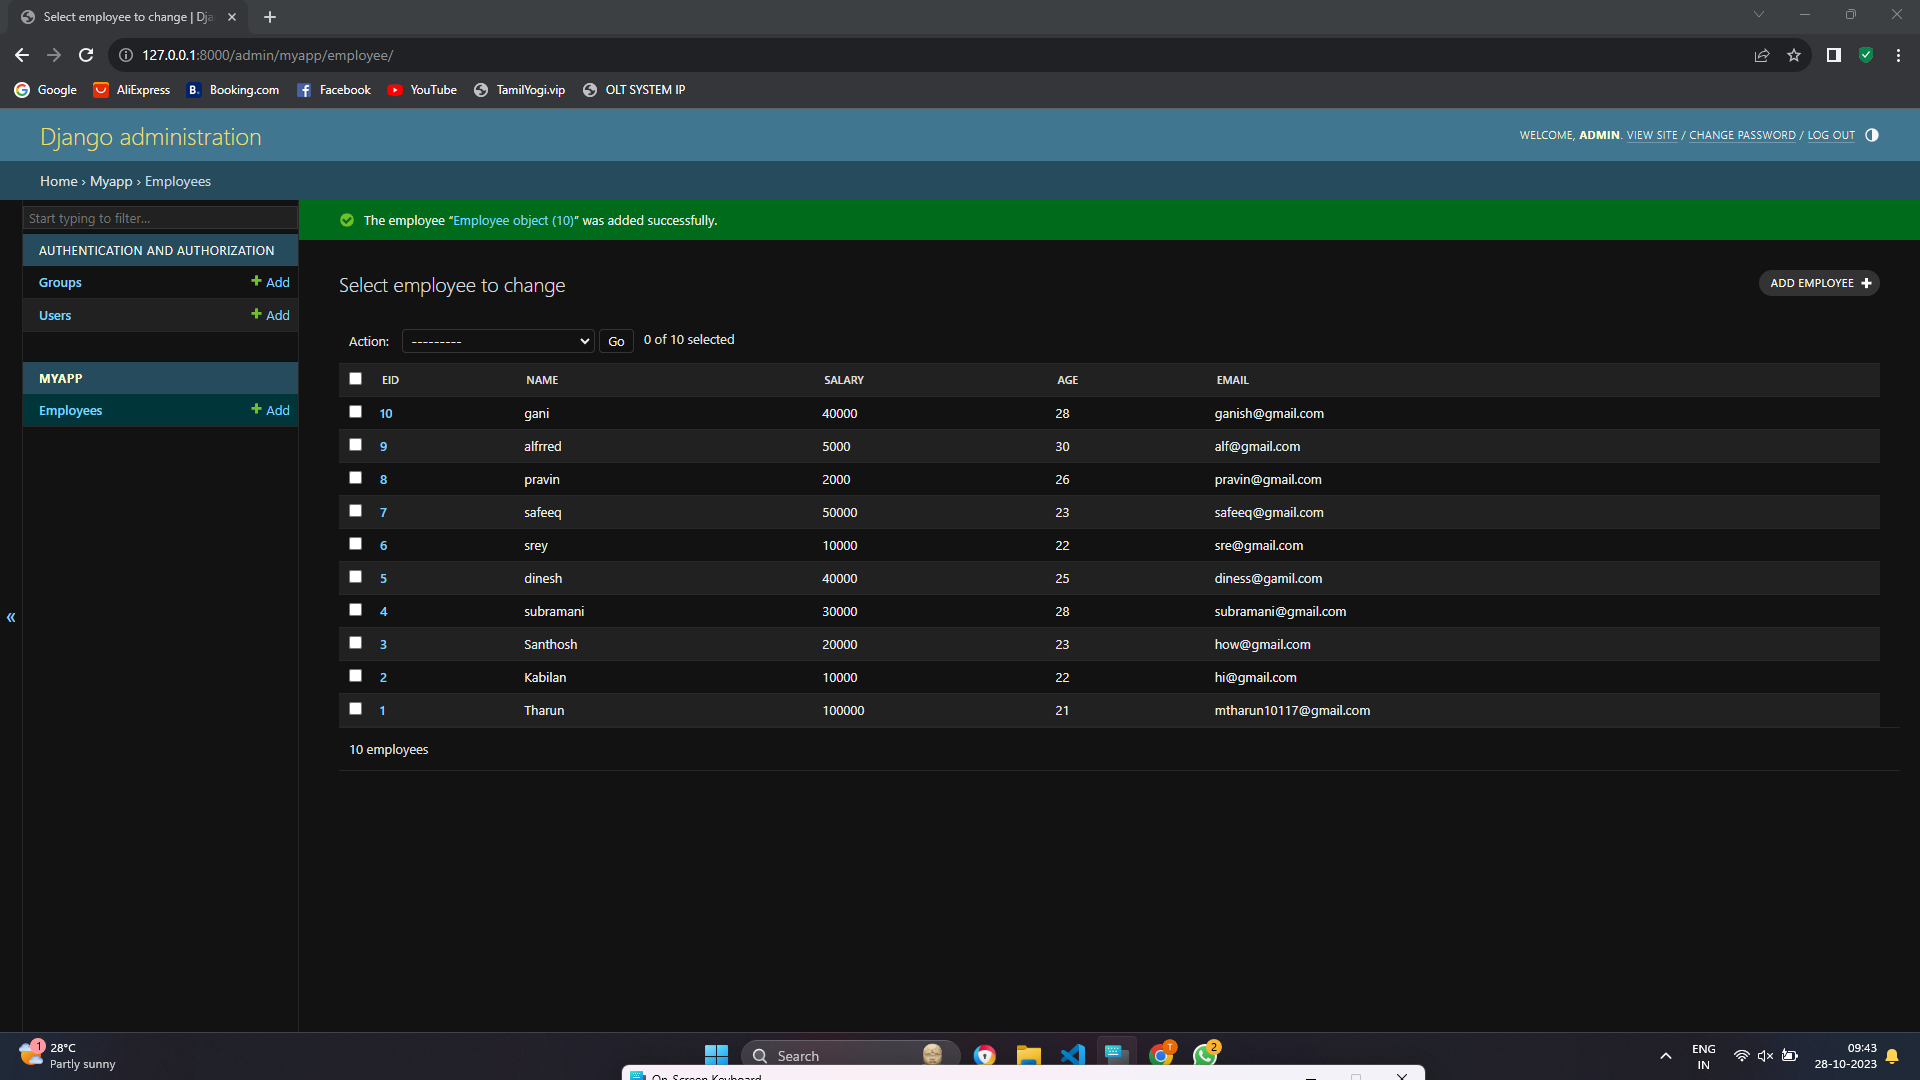 Select employee to change | Dja
127.0.0.1:8000/admin/myapp/employee/
Google AliExpress Booking.com Facebook YouTube TamilYogi.vip OLT SYSTEM IP
Django administration
WELCOME, ADMIN. VIEW SITE / CHANGE PASSWORD / LOG OUT
Home › Myapp › Employees
Start typing to filter...
AUTHENTICATION AND AUTHORIZATION
Groups + Add
Users + Add
MYAPP
Employees + Add
«
The employee “Employee object (10)” was added successfully.
Select employee to change
ADD EMPLOYEE +
Action: --------- Go 0 of 10 selected
EID NAME SALARY AGE EMAIL
10 gani 40000 28 ganish@gmail.com
9 alfrred 5000 30 alf@gmail.com
8 pravin 2000 26 pravin@gmail.com
7 safeeq 50000 23 safeeq@gmail.com
6 srey 10000 22 sre@gmail.com
5 dinesh 40000 25 diness@gamil.com
4 subramani 30000 28 subramani@gmail.com
3 Santhosh 20000 23 how@gmail.com
2 Kabilan 10000 22 hi@gmail.com
1 Tharun 100000 21 mtharun10117@gmail.com
10 employees
1
28°C
Partly sunny
Search
T
2
ENG
IN
09:43
28-10-2023
On-Screen Keyboard